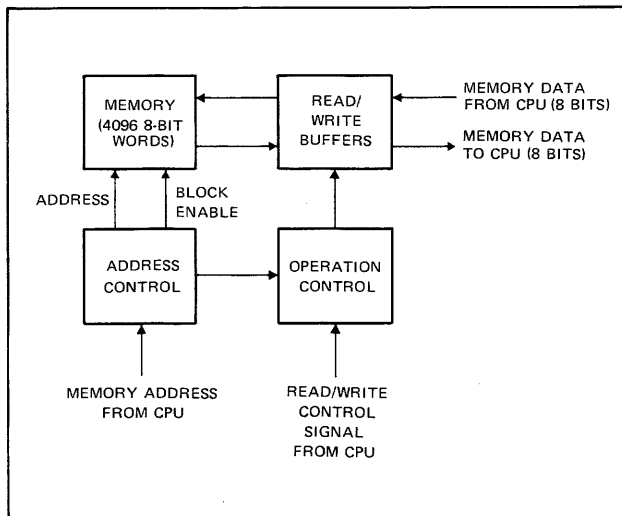 MEMORY
(4096 8-BIT
WORDS)
READ/
WRITE
BUFFERS
MEMORY DATA
FROM CPU (8 BITS)
MEMORY DATA
TO CPU (8 BITS)
ADDRESS
BLOCK
ENABLE
ADDRESS
CONTROL
OPERATION
CONTROL
MEMORY ADDRESS
FROM CPU
READ/WRITE
CONTROL
SIGNAL
FROM CPU